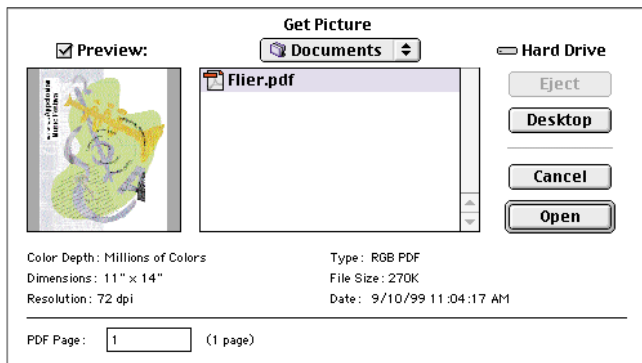 Get Picture
Preview:
Documents
Hard Drive
Flier.pdf
Eject
Desktop
Cancel
Open
Music Festival
Color Depth: Millions of Colors
Type: RGB PDF
Dimensions: 11" x 14"
File Size: 270K
Resolution: 72 dpi
Date: 9/10/99 11:04:17 AM
PDF Page: 1 (1 page)